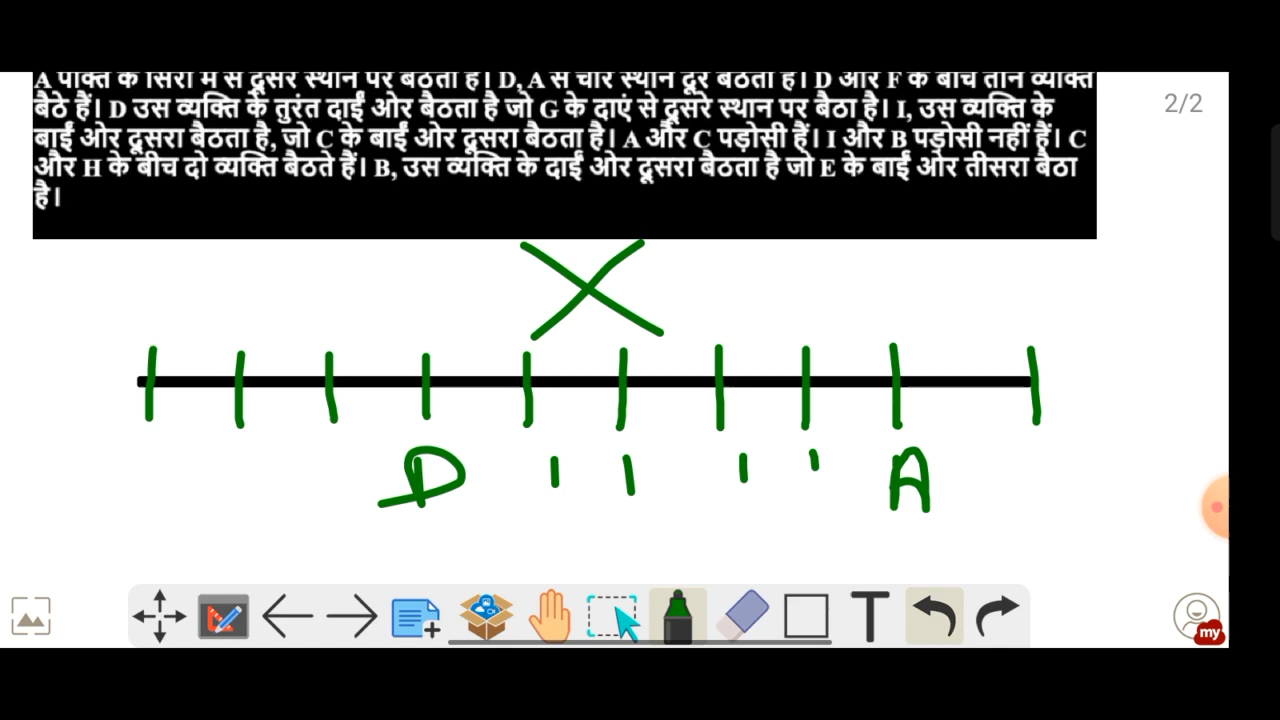 A पंक्ति के सिरों में से दूसरे स्थान पर बैठता है। D, A से चार स्थान दूर बैठता है। D और F के बीच तीन व्यक्ति
2/2
बैठे हैं। D उस व्यक्ति के तुरंत दाईं ओर बैठता है जो G के दाएं से दूसरे स्थान पर बैठा है। I, उस व्यक्ति के
बाईं ओर दूसरा बैठता है, जो C के बाईं ओर दूसरा बैठता है। A और C पड़ोसी हैं। I और B पड़ोसी नहीं हैं। C
और H के बीच दो व्यक्ति बैठते हैं। B, उस व्यक्ति के दाईं ओर दूसरा बैठता है जो E के बाईं ओर तीसरा बैठा
है।
D A
T
my